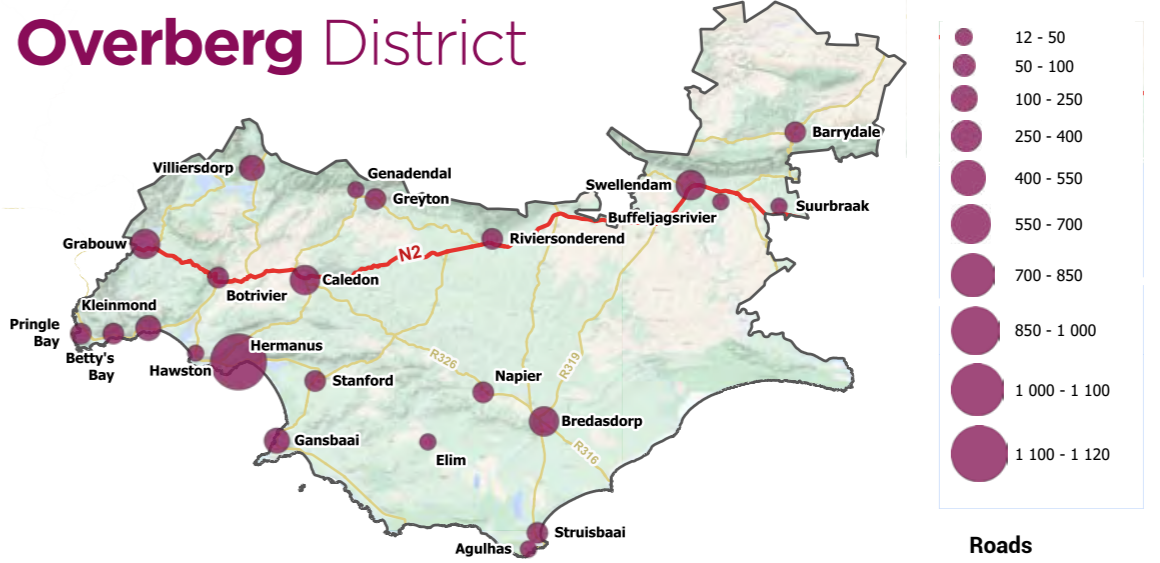 Overberg District
Barrydale
Villiersdorp
Genadendal
Greyton
Swellendam
Suurbraak
Buffeljagsrivier
Grabouw
Riviersonderend
N2
Caledon
Botrivier
Kleinmond
Pringle
Bay
Betty's
Bay
Hawston
Hermanus
R326
R319
Stanford
Napier
Bredasdorp
Gansbaai
Elim
R316
Struisbaai
Agulhas
12 - 50
50 - 100
100 - 250
250 - 400
400 - 550
550 - 700
700 - 850
850 - 1 000
1 000 - 1 100
1 100 - 1 120
Roads